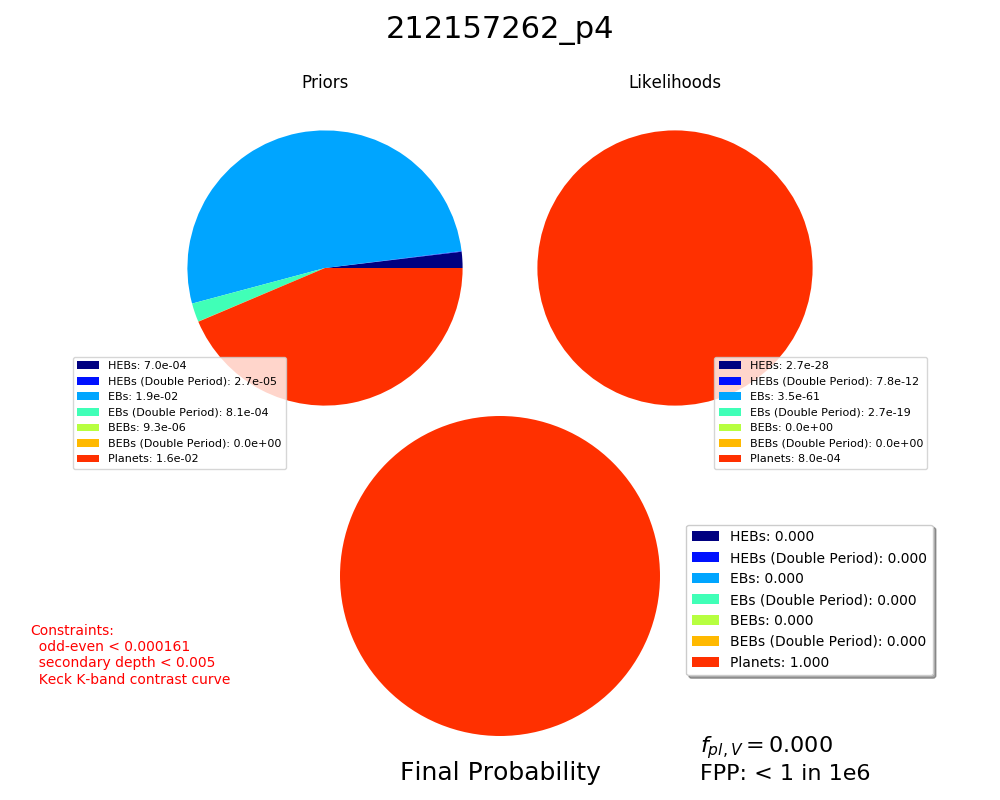 212157262_p4
Priors
Likelihoods
HEBs: 7.0e-04
HEBs (Double Period): 2.7e-05
EBs: 1.9e-02
EBs (Double Period): 8.1e-04
BEBs: 9.3e-06
BEBs (Double Period): 0.0e+00
Planets: 1.6e-02
HEBs: 2.7e-28
HEBs (Double Period): 7.8e-12
EBs: 3.5e-61
EBs (Double Period): 2.7e-19
BEBs: 0.0e+00
BEBs (Double Period): 0.0e+00
Planets: 8.0e-04
HEBs: 0.000
HEBs (Double Period): 0.000
EBs: 0.000
EBs (Double Period): 0.000
BEBs: 0.000
BEBs (Double Period): 0.000
Planets: 1.000
Constraints:
odd-even < 0.000161
secondary depth < 0.005
Keck K-band contrast curve
f_{pl, V} = 0.000
FPP: < 1 in 1e6
Final Probability